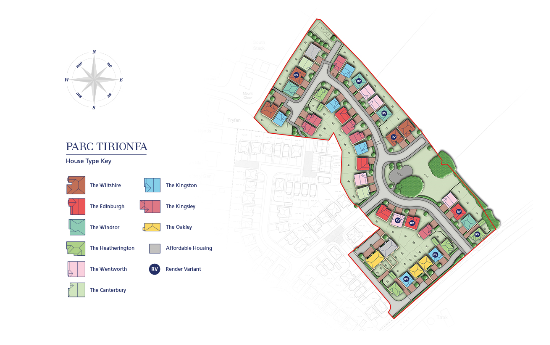 N
W E
S
PARC TIRIONFA
House Type Key
The Wiltshire
The Edinburgh
The Windsor
The Heatherington
The Wentworth
The Canterbury
The Kingston
The Kingsley
The Oakley
Affordable Housing
RV Render Variant